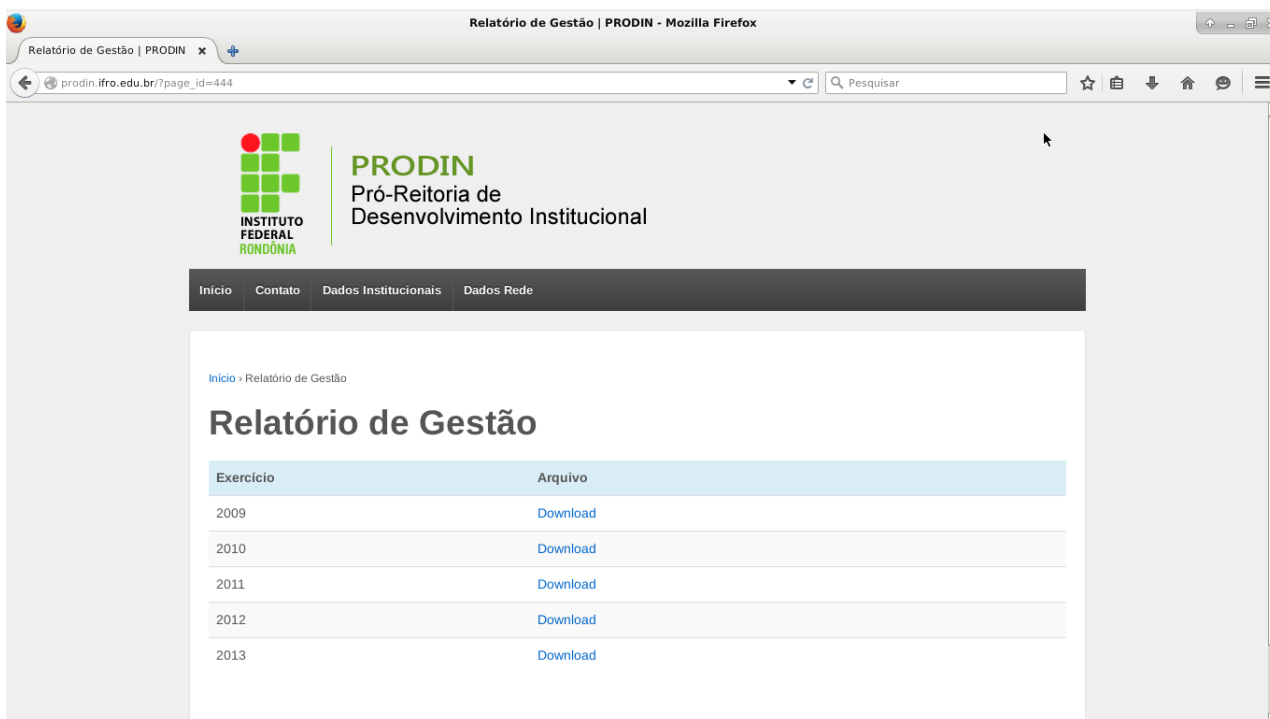 Relatório de Gestão | PRODIN - Mozilla Firefox
Relatório de Gestão | PRODIN
prodin.ifro.edu.br/?page_id=444
Pesquisar
INSTITUTO
FEDERAL
RONDÔNIA
PRODIN
Pró-Reitoria de
Desenvolvimento Institucional
Início Contato Dados Institucionais Dados Rede
Início › Relatório de Gestão
Relatório de Gestão
Exercício Arquivo
2009 Download
2010 Download
2011 Download
2012 Download
2013 Download